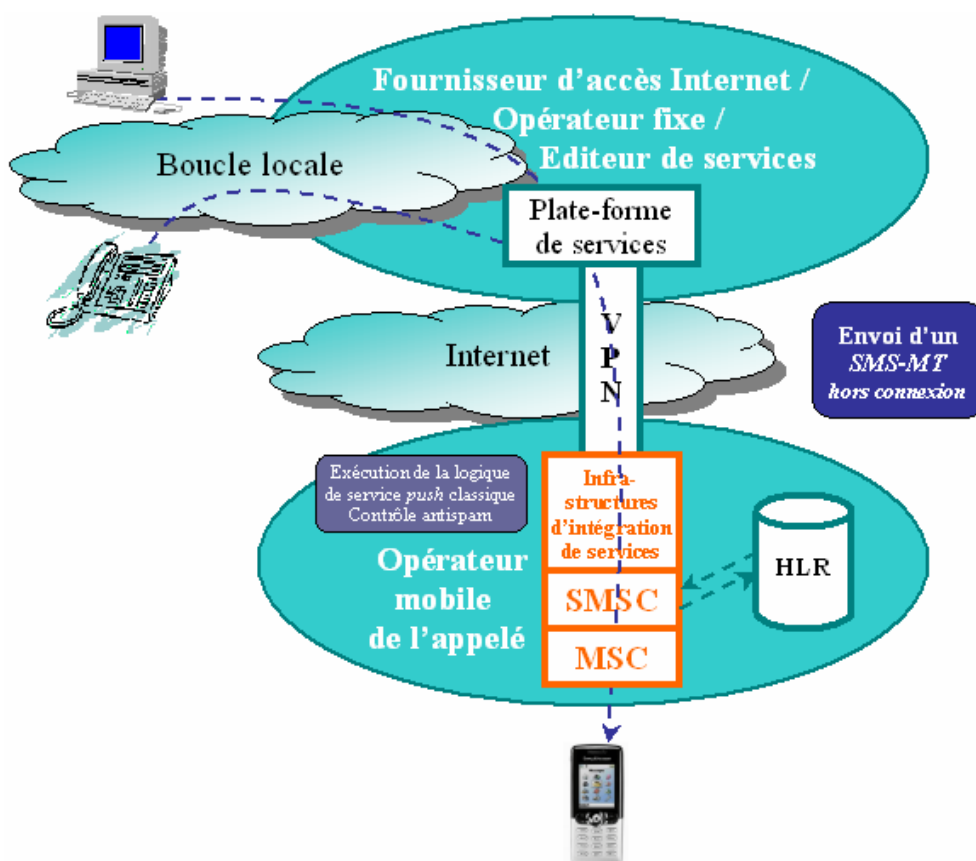 Fournisseur d'accès Internet /
Opérateur fixe /
Editeur de services
Boucle locale
Plate-forme
de services
V
P
N
Internet
Envoi d'un
SMS-MT
hors connexion
Exécution de la logique
de service push classique
Contrôle antispam
Infra-
structures
d'intégration
de services
Opérateur
mobile
de l'appelé
SMSC
MSC
HLR